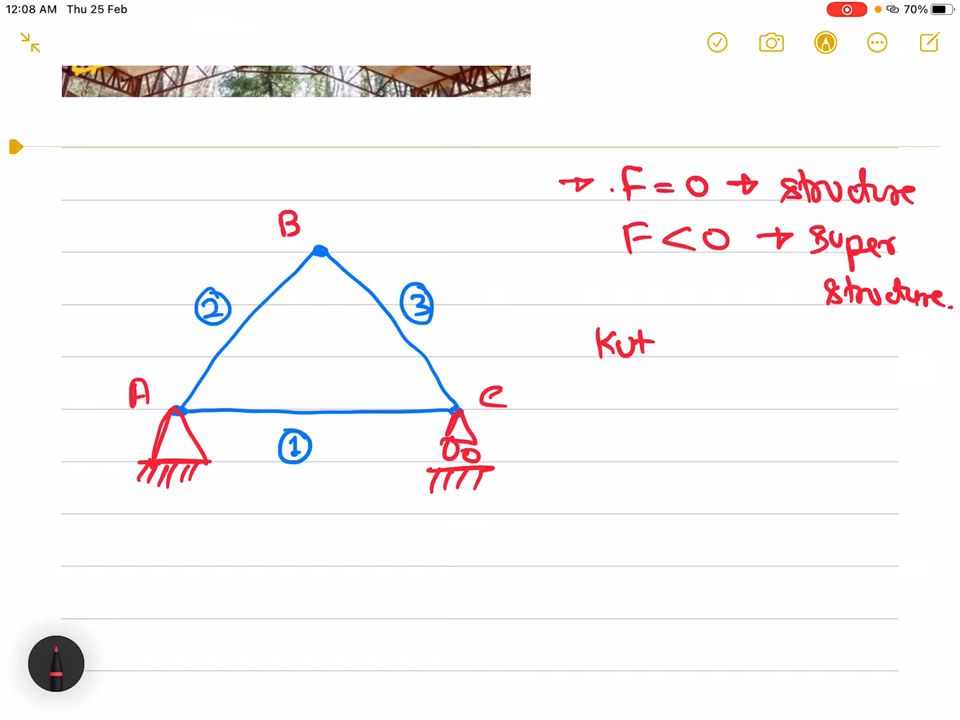 12:08 AM Thu 25 Feb
70%
→ .F = 0 → structure
F < 0 → super
structure.
Kut
B
2
3
A
C
1